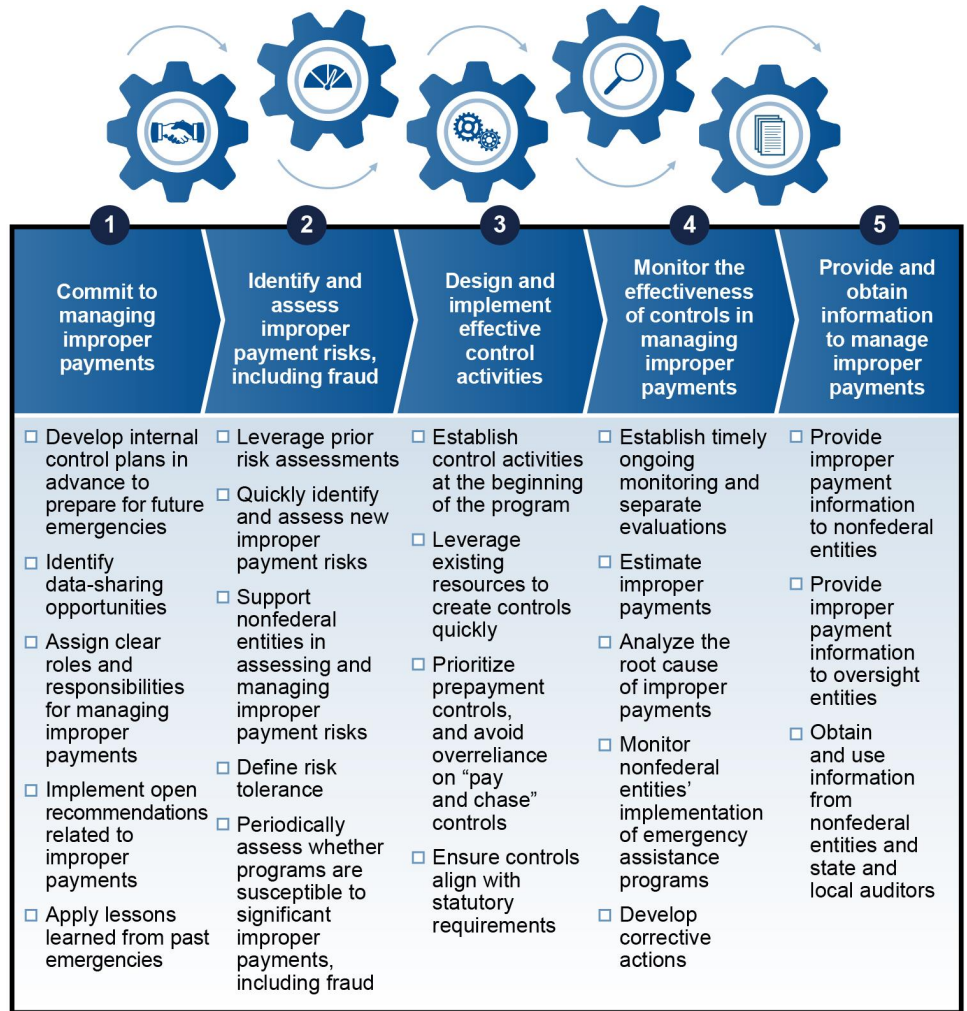 1
Commit to
managing
improper
payments
Develop internal
control plans in
advance to
prepare for future
emergencies
Identify
data-sharing
opportunities
Assign clear
roles and
responsibilities
for managing
improper
payments
Implement open
recommendations
related to
improper
payments
Apply lessons
learned from past
emergencies
2
Identify and
assess
improper
payment risks,
including fraud
Leverage prior
risk assessments
Quickly identify
and assess new
improper
payment risks
Support
nonfederal
entities in
assessing and
managing
improper
payment risks
Define risk
tolerance
Periodically
assess whether
programs are
susceptible to
significant
improper
payments,
including fraud
3
Design and
implement
effective
control
activities
Establish
control activities
at the beginning
of the program
Leverage
existing
resources to
create controls
quickly
Prioritize
prepayment
controls,
and avoid
overreliance
on “pay
and chase”
controls
Ensure controls
align with
statutory
requirements
4
Monitor the
effectiveness
of controls in
managing
improper
payments
Establish timely
ongoing
monitoring and
separate
evaluations
Estimate
improper
payments
Analyze the
root cause
of improper
payments
Monitor
nonfederal
entities’
implementation
of emergency
assistance
programs
Develop
corrective
actions
5
Provide and
obtain
information
to manage
improper
payments
Provide
improper
payment
information
to nonfederal
entities
Provide
improper
payment
information
to oversight
entities
Obtain
and use
information
from
nonfederal
entities and
state and
local auditors